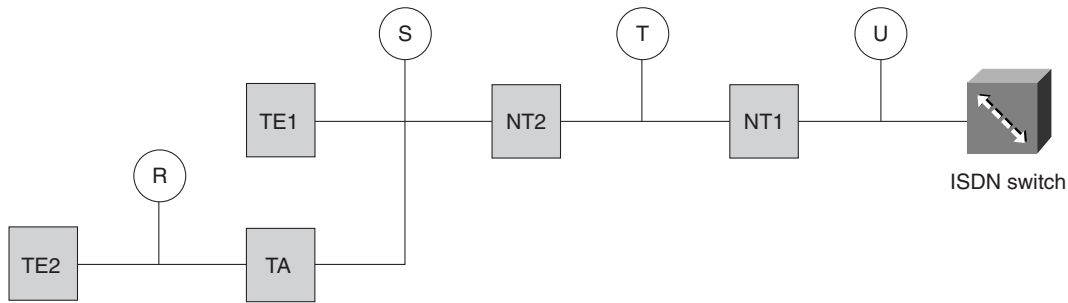 S
T
U
TE1
NT2
NT1
ISDN switch
R
TE2
TA